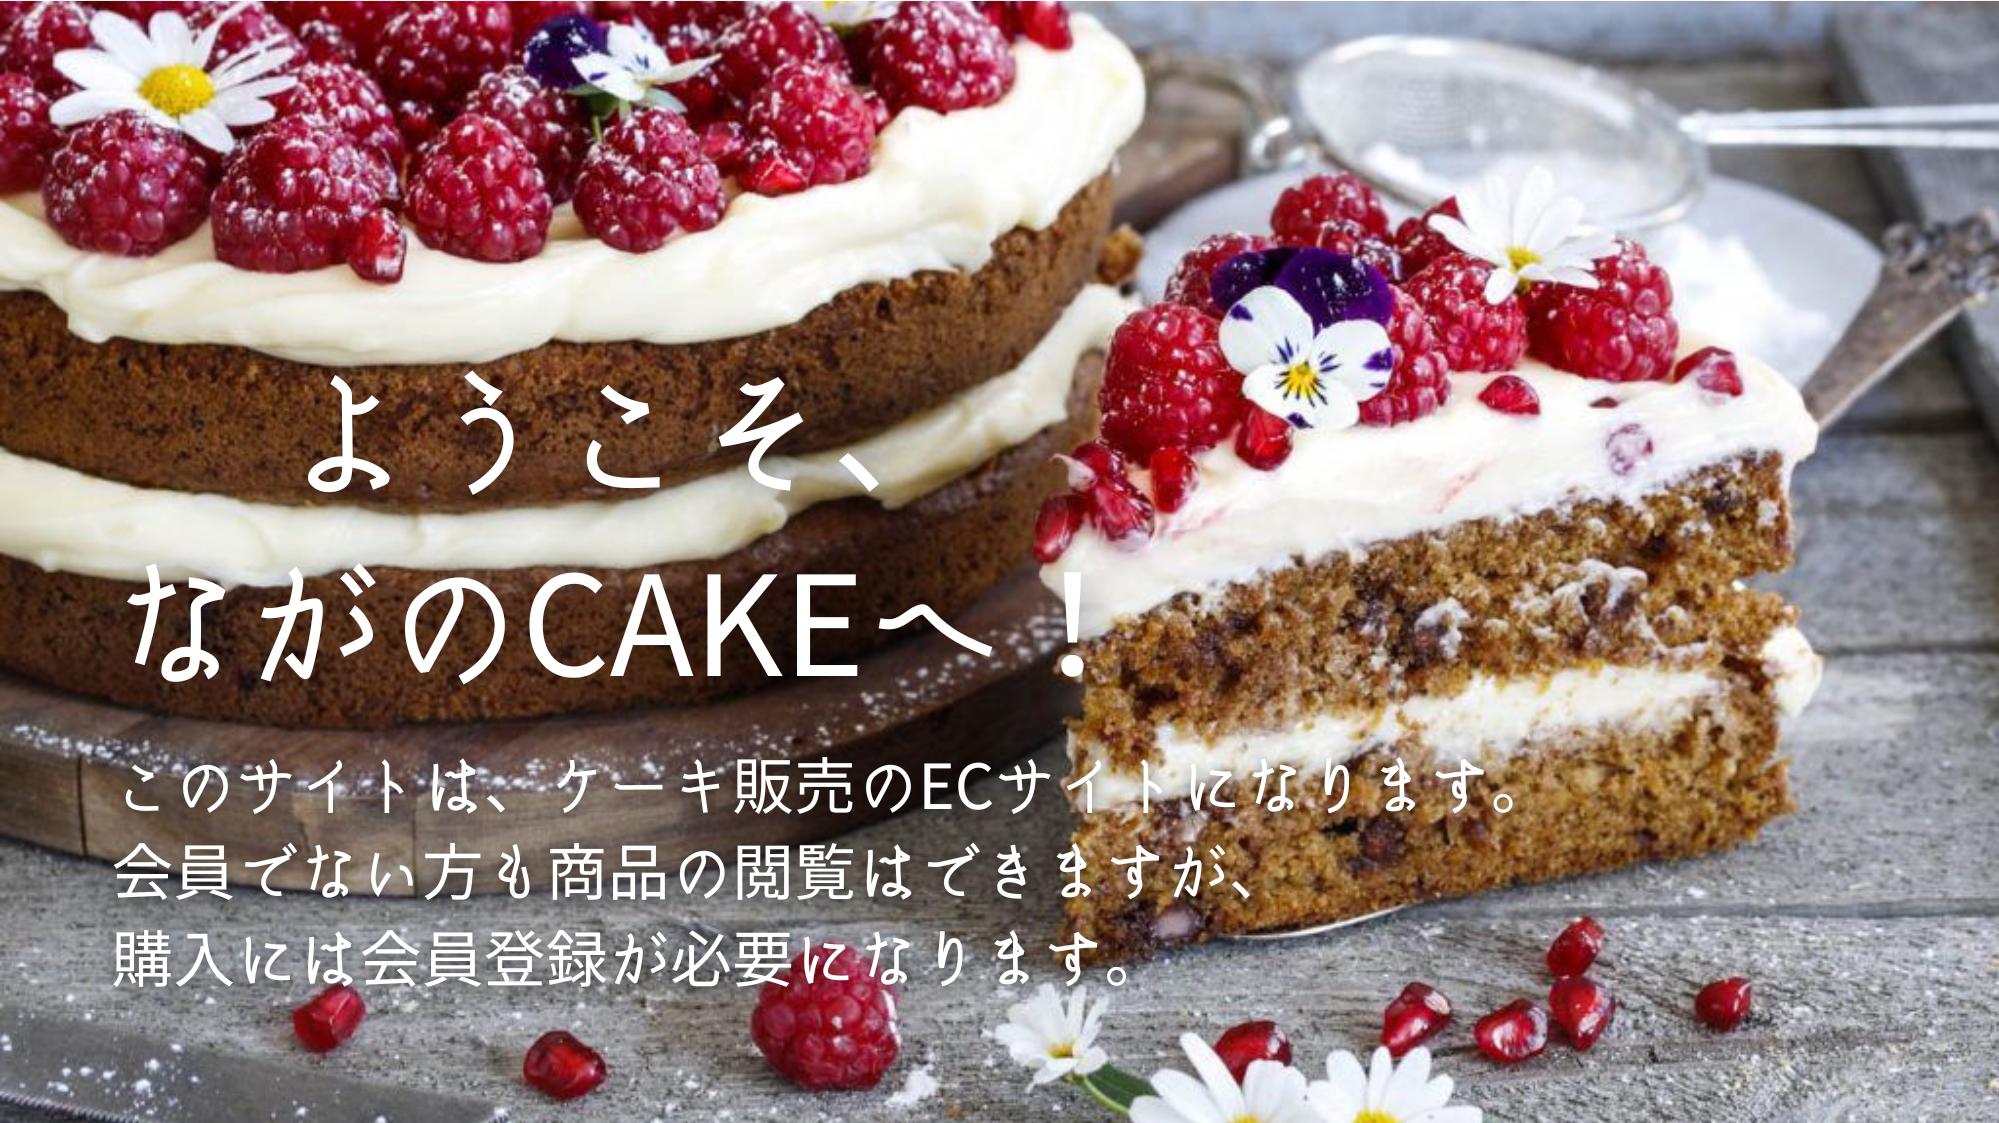 ようこそ、
ながのCAKEへ！
このサイトは、ケーキ販売のECサイトになります。
会員でない方も商品の閲覧はできますが、
購入には会員登録が必要になります。